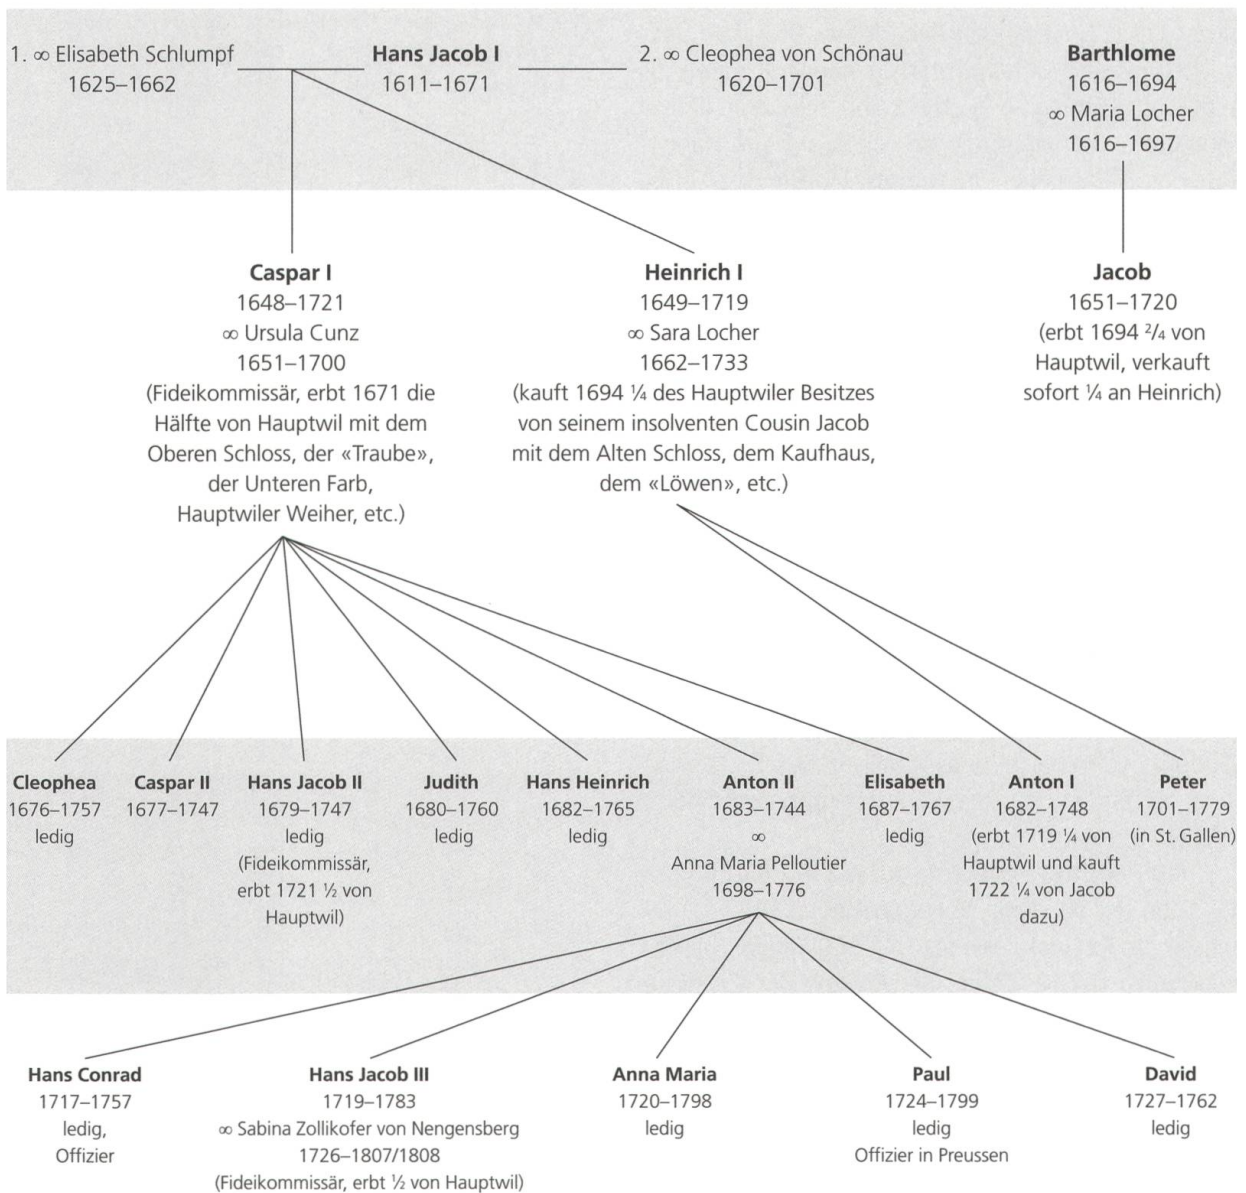 1. ∞ Elisabeth Schlumpf
1625–1662
Hans Jacob I
1611–1671
2. ∞ Cleophea von Schönau
1620–1701
Barthlome
1616–1694
∞ Maria Locher
1616–1697
Caspar I
1648–1721
∞ Ursula Cunz
1651–1700
(Fideikommissär, erbt 1671 die
Hälfte von Hauptwil mit dem
Oberen Schloss, der «Traube»,
der Unteren Farb,
Hauptwiler Weiher, etc.)
Heinrich I
1649–1719
∞ Sara Locher
1662–1733
(kauft 1694 ¼ des Hauptwiler Besitzes
von seinem insolventen Cousin Jacob
mit dem Alten Schloss, dem Kaufhaus,
dem «Löwen», etc.)
Jacob
1651–1720
(erbt 1694 2/4 von
Hauptwil, verkauft
sofort ¼ an Heinrich)
Cleophea
1676–1757
ledig
Caspar II
1677–1747
Hans Jacob II
1679–1747
ledig
(Fideikommissär,
erbt 1721 ½ von
Hauptwil)
Judith
1680–1760
ledig
Hans Heinrich
1682–1765
ledig
Anton II
1683–1744
∞
Anna Maria Pelloutier
1698–1776
Elisabeth
1687–1767
ledig
Anton I
1682–1748
(erbt 1719 ¼ von
Hauptwil und kauft
1722 ¼ von Jacob
dazu)
Peter
1701–1779
(in St. Gallen)
Hans Conrad
1717–1757
ledig,
Offizier
Hans Jacob III
1719–1783
∞ Sabina Zollikofer von Nengensberg
1726–1807/1808
(Fideikommissär, erbt ½ von Hauptwil)
Anna Maria
1720–1798
ledig
Paul
1724–1799
ledig
Offizier in Preussen
David
1727–1762
ledig